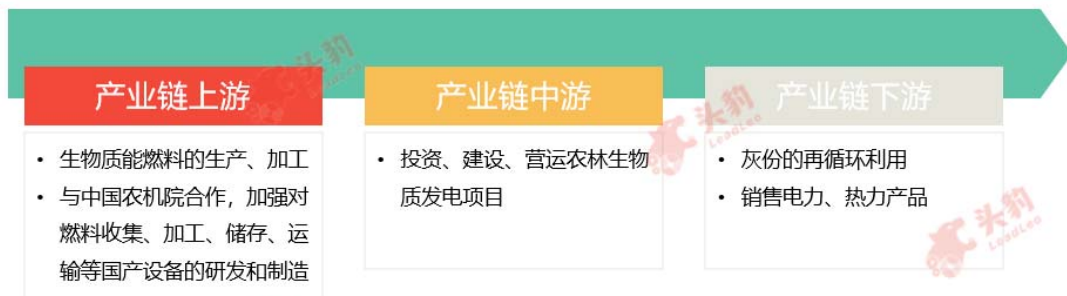 产业链上游
• 生物质能燃料的生产、加工
• 与中国农机院合作，加强对
燃料收集、加工、储存、运
输等国产设备的研发和制造
产业链中游
• 投资、建设、营运农林生物
质发电项目
产业链下游
• 灰份的再循环利用
• 销售电力、热力产品
头豹
头豹
LeadLeo
头豹
LeadLeo